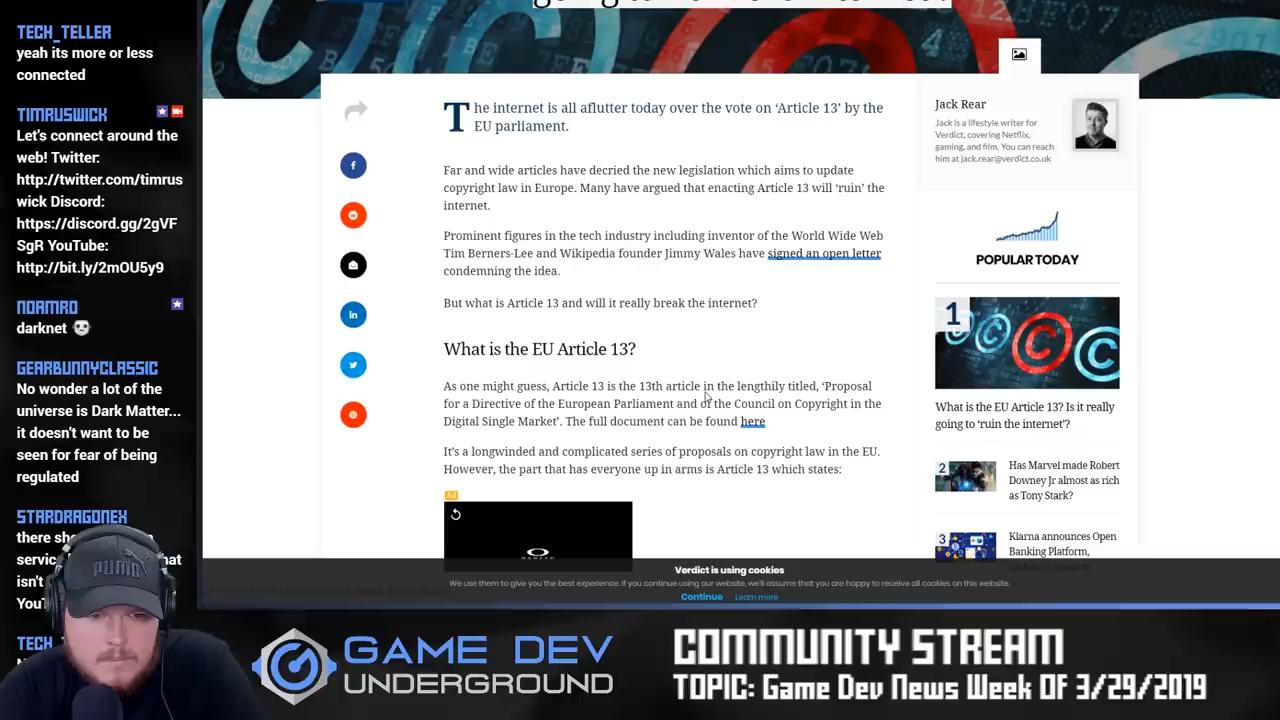 TECH_TELLER
yeah its more or less
connected
TIMRUSWICK
Let's connect around the
web! Twitter:
http://twitter.com/timrus
wick Discord:
https://discord.gg/2gVF
SgR YouTube:
http://bit.ly/2mOU5y9
NOAMRO
darknet
GEARBUNNYCLASSIC
No wonder a lot of the
universe is Dark Matter...
it doesn't want to be
seen for fear of being
regulated
STARDRAGONEX
there
servic
hat
isn't
You
TECH_T
PUMA
The internet is all aflutter today over the vote on ‘Article 13’ by the
EU parliament.
Far and wide articles have decried the new legislation which aims to update
copyright law in Europe. Many have argued that enacting Article 13 will ‘ruin’ the
internet.
Prominent figures in the tech industry including inventor of the World Wide Web
Tim Berners-Lee and Wikipedia founder Jimmy Wales have signed an open letter
condemning the idea.
But what is Article 13 and will it really break the internet?
What is the EU Article 13?
As one might guess, Article 13 is the 13th article in the lengthily titled, ‘Proposal
for a Directive of the European Parliament and of the Council on Copyright in the
Digital Single Market’. The full document can be found here
It’s a longwinded and complicated series of proposals on copyright law in the EU.
However, the part that has everyone up in arms is Article 13 which states:
Ad
Jack Rear
Jack is a lifestyle writer for
Verdict, covering Netflix,
gaming, and film. You can reach
him at jack.rear@verdict.co.uk
POPULAR TODAY
1
What is the EU Article 13? Is it really
going to ‘ruin the internet’?
2
Has Marvel made Robert
Downey Jr almost as rich
as Tony Stark?
3
Klarna announces Open
Banking Platform,
Verdict is using cookies
We use them to give you the best experience. If you continue using our website, we'll assume that you are happy to receive all cookies on this website.
Continue
Learn more
GAME DEV
UNDERGROUND
COMMUNITY STREAM
TOPIC: Game Dev News Week OF 3/29/2019